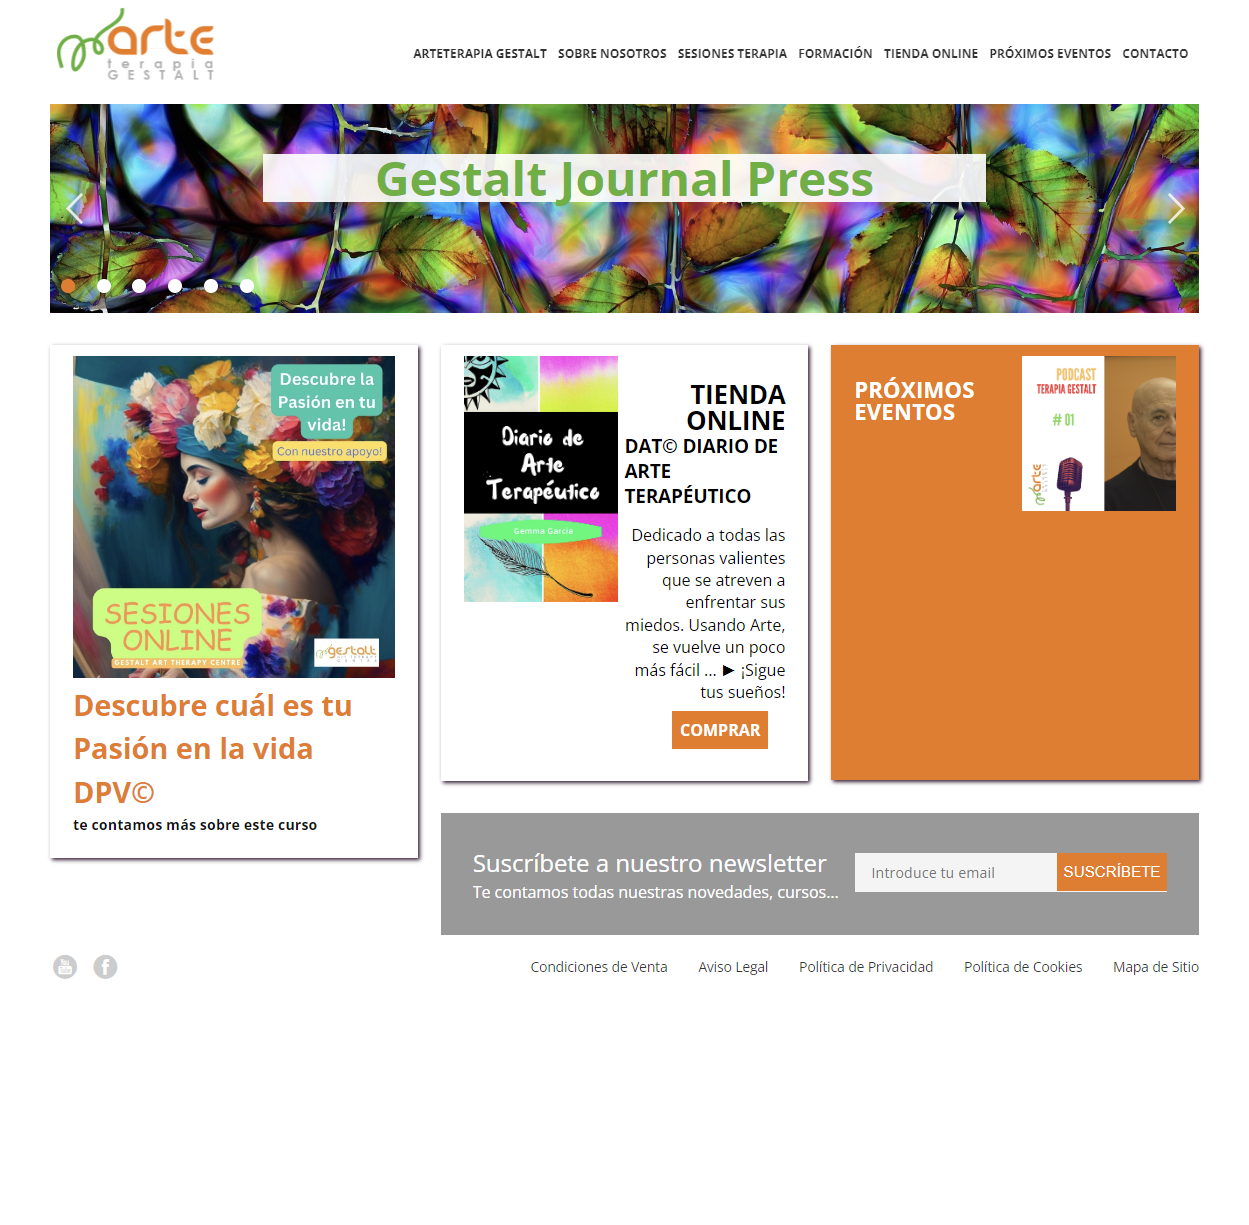 arte
terapia
GESTALT
ARTETERAPIA GESTALT SOBRE NOSOTROS SESIONES TERAPIA FORMACIÓN TIENDA ONLINE PRÓXIMOS EVENTOS CONTACTO
Gestalt Journal Press
Descubre la
Pasión en tu
vida!
Con nuestro apoyo!
SESIONES
ONLINE
GESTALT ART THERAPY CENTRE
gestalt
Descubre cuál es tu
Pasión en la vida
DPV©
te contamos más sobre este curso
Diario de
Arte
Terapéutico
Gemma García
TIENDA
ONLINE
DAT© DIARIO DE
ARTE
TERAPÉUTICO
Dedicado a todas las
personas valientes
que se atreven a
enfrentar sus
miedos. Usando Arte,
se vuelve un poco
más fácil ... ► ¡Sigue
tus sueños!
COMPRAR
PRÓXIMOS
EVENTOS
PODCAST
TERAPIA GESTALT
# 01
arte
Suscríbete a nuestro newsletter
Te contamos todas nuestras novedades, cursos...
Introduce tu email
SUSCRÍBETE
You
Tube
f
Condiciones de Venta Aviso Legal Política de Privacidad Política de Cookies Mapa de Sitio